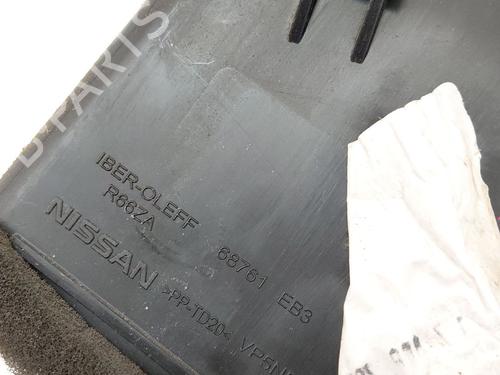 B-PARTS
IBER-OLEFF 68761 EB3
R66ZA
NISSAN >PP-TD20<